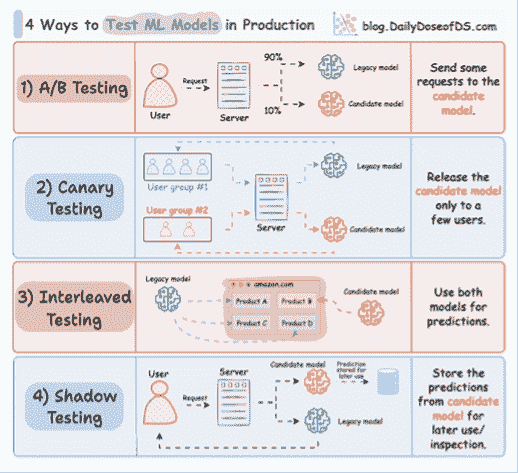 4 Ways to Test ML Models in Production
blog.DailyDoseofDS.com
1) A/B Testing
User
Request
Server
90%
10%
Legacy model
Candidate model
Send some
requests to the
candidate
model.
2) Canary
Testing
User group #1
User group #2
Server
Legacy model
Candidate model
Release the
candidate model
only to a
few users.
3) Interleaved
Testing
Legacy model
amazon.com
Product A
Product B
Product C
Product D
Candidate model
Use both
models for
predictions.
4) Shadow
Testing
User
Request
Server
Candidate model
Legacy model
Prediction
stored for
later use
Store the
predictions
from candidate
model for
later use/
inspection.